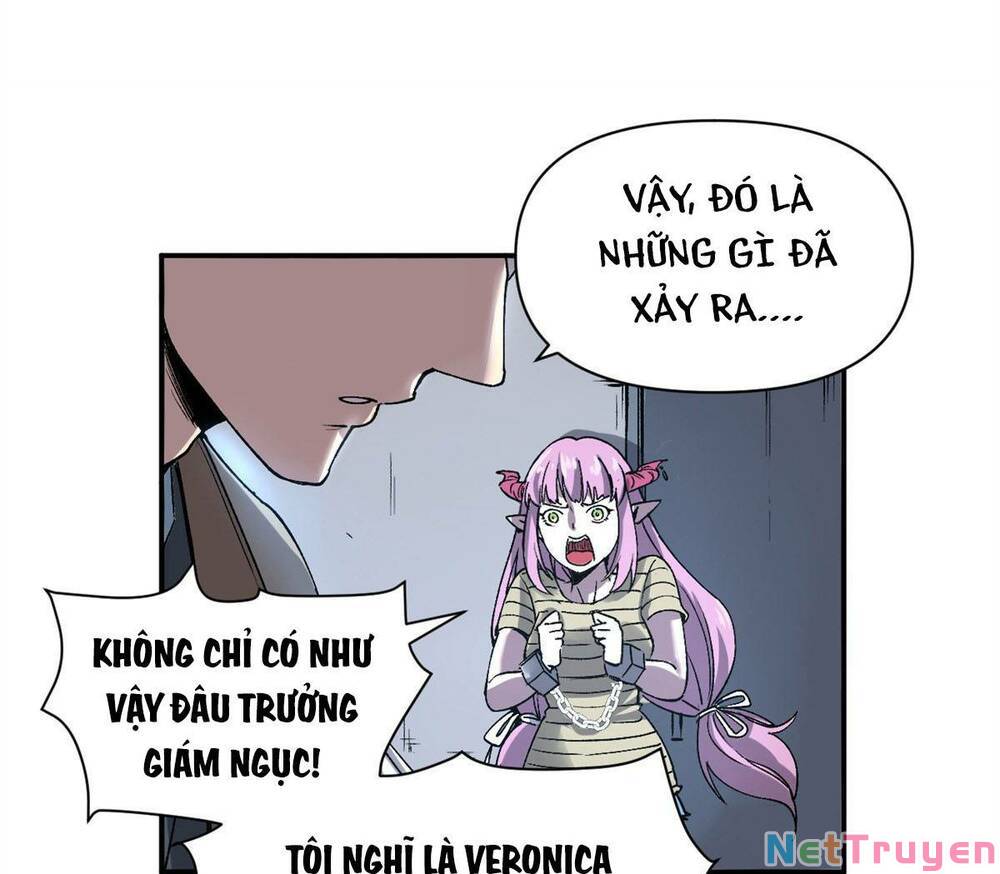 VẬY, ĐÓ LÀ
NHỮNG GÌ ĐÃ
XẢY RA....
KHÔNG CHỈ CÓ NHƯ
VẬY ĐÂU TRƯỞNG
GIÁM NGỤC!
TÔI NGHĨ LÀ VERONICA
NetTruyen